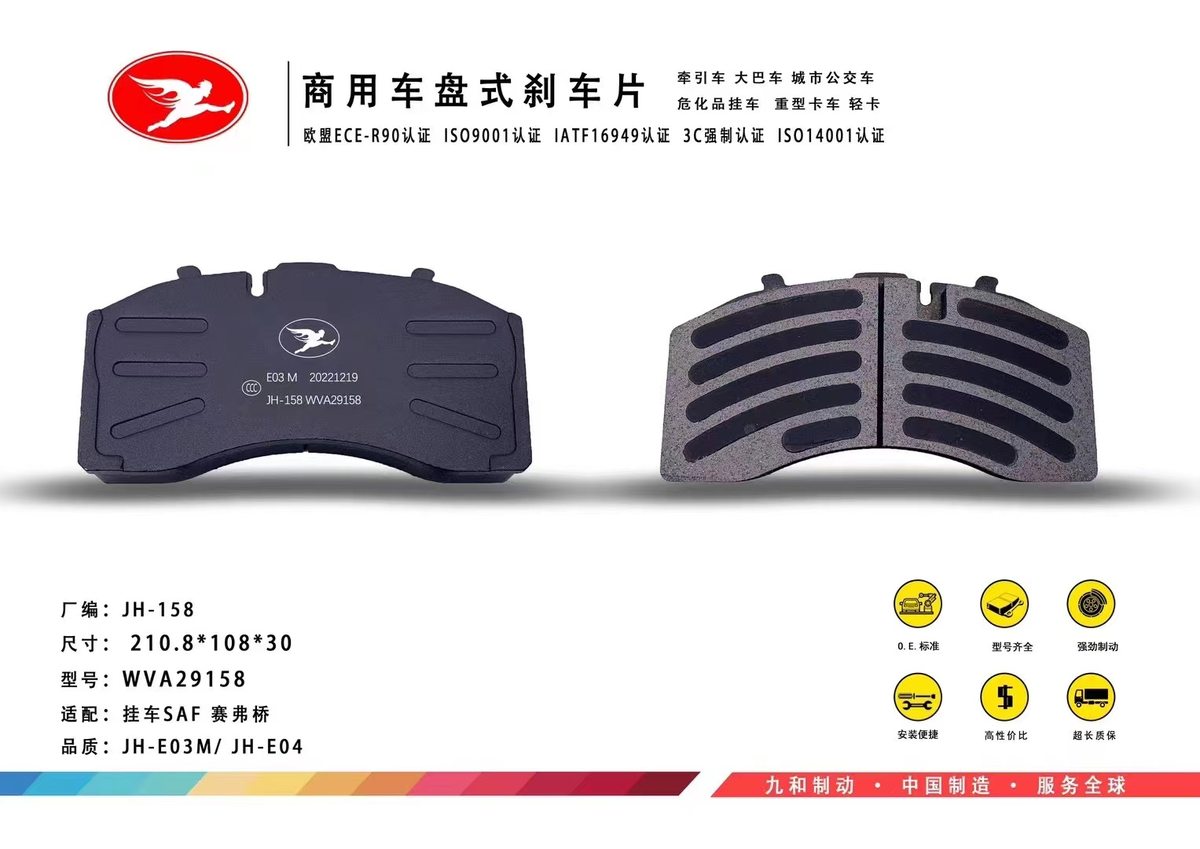 商用车盘式刹车片
牵引车 大巴车 城市公交车
危化品挂车 重型卡车 轻卡
欧盟ECE-R90认证 ISO9001认证 IATF16949认证 3C强制认证 ISO14001认证
E03 M 20221219
CCC
JH-158 WVA29158
厂编：JH-158
尺寸： 210.8*108*30
型号：WVA29158
适配：挂车SAF 赛弗桥
品质：JH-E03M/ JH-E04
O.E.标准
型号齐全
强劲制动
安装便捷
高性价比
超长质保
九和制动 • 中国制造 • 服务全球